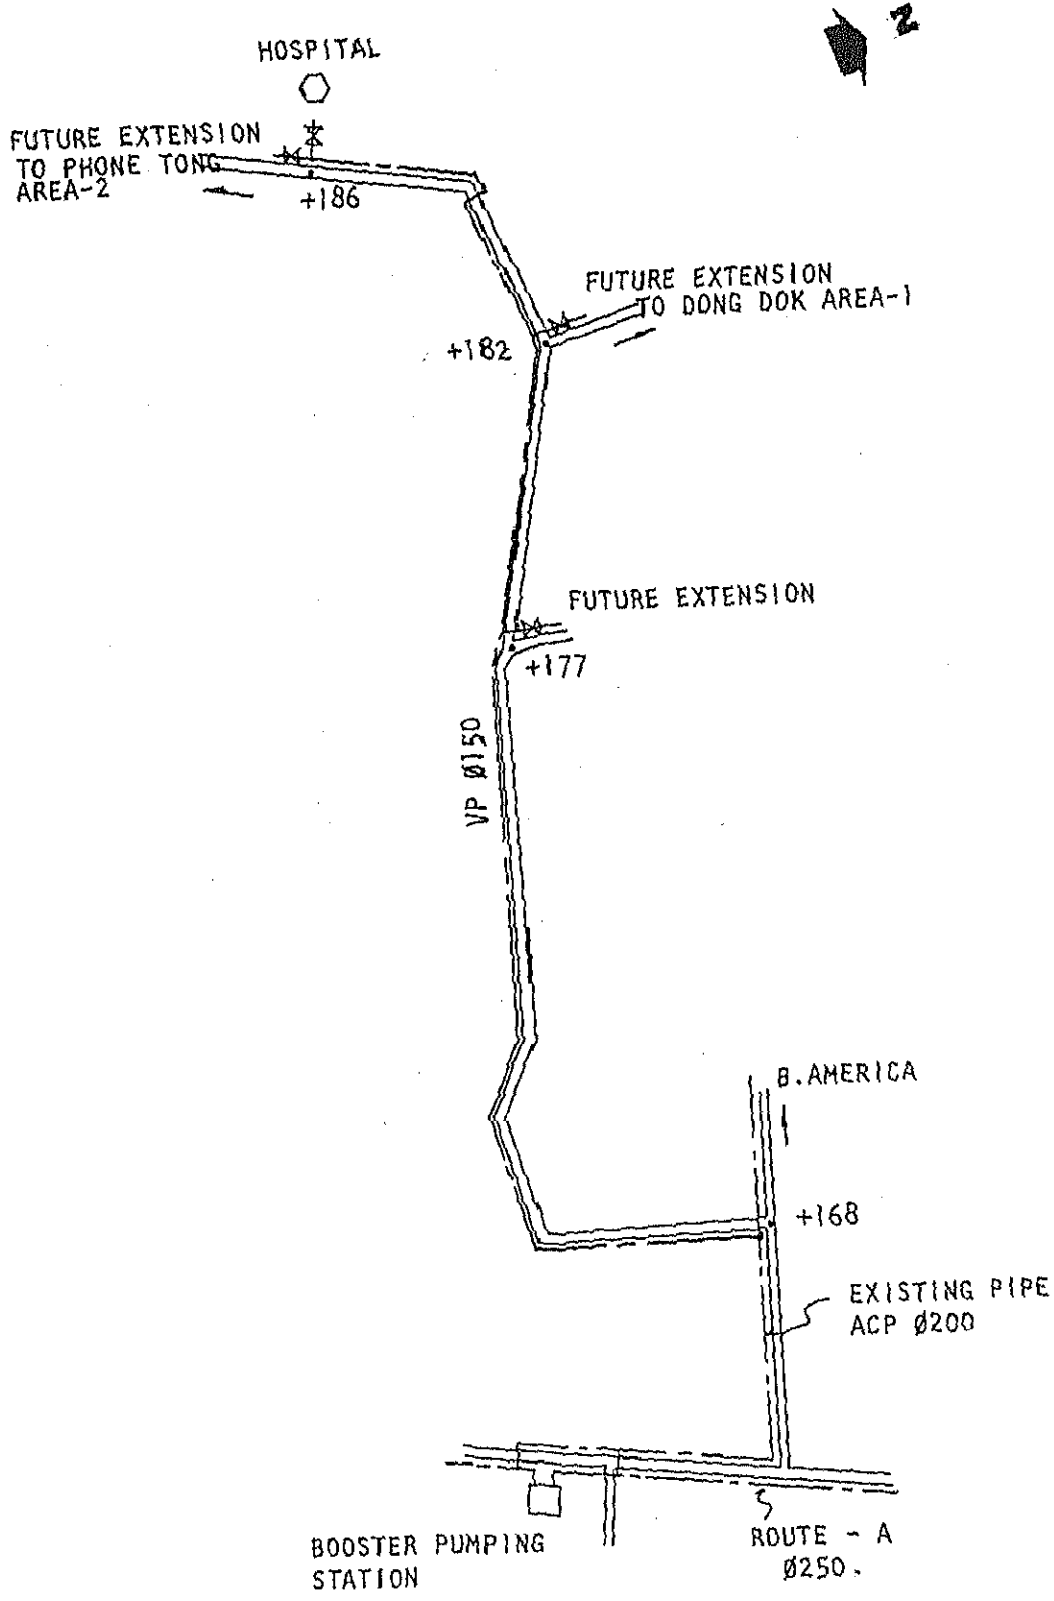 N
HOSPITAL
FUTURE EXTENSION
TO PHONE TONG
AREA-2
+186
FUTURE EXTENSION
TO DONG DOK AREA-1
+182
FUTURE EXTENSION
+177
VP Ø150
B.AMERICA
+168
EXISTING PIPE
ACP Ø200
BOOSTER PUMPING
STATION
ROUTE - A
Ø250.